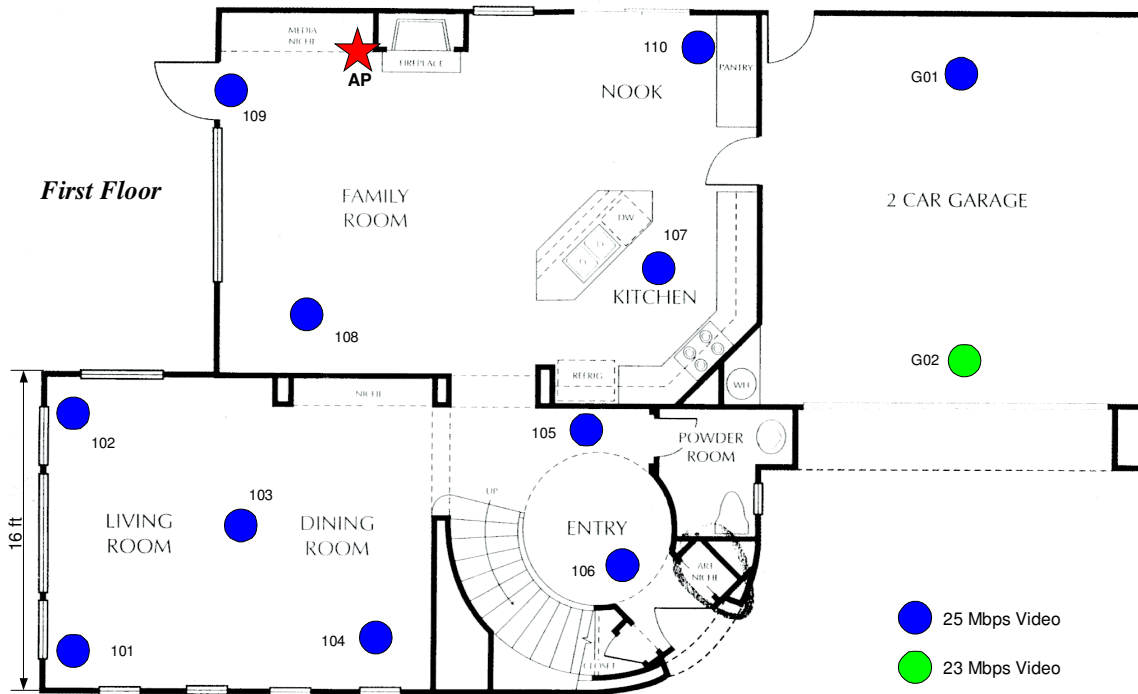 MEDIA
NICHE
AP
FIREPLACE
110
PANTRY
NOOK
G01
109
First Floor
FAMILY
ROOM
2 CAR GARAGE
DW
107
KITCHEN
108
G02
REFRIG
WH
NICHE
102
105
POWDER
ROOM
UP
103
16 ft
LIVING
ROOM
DINING
ROOM
ENTRY
106
ART
NICHE
25 Mbps Video
101
104
CLOSET
23 Mbps Video